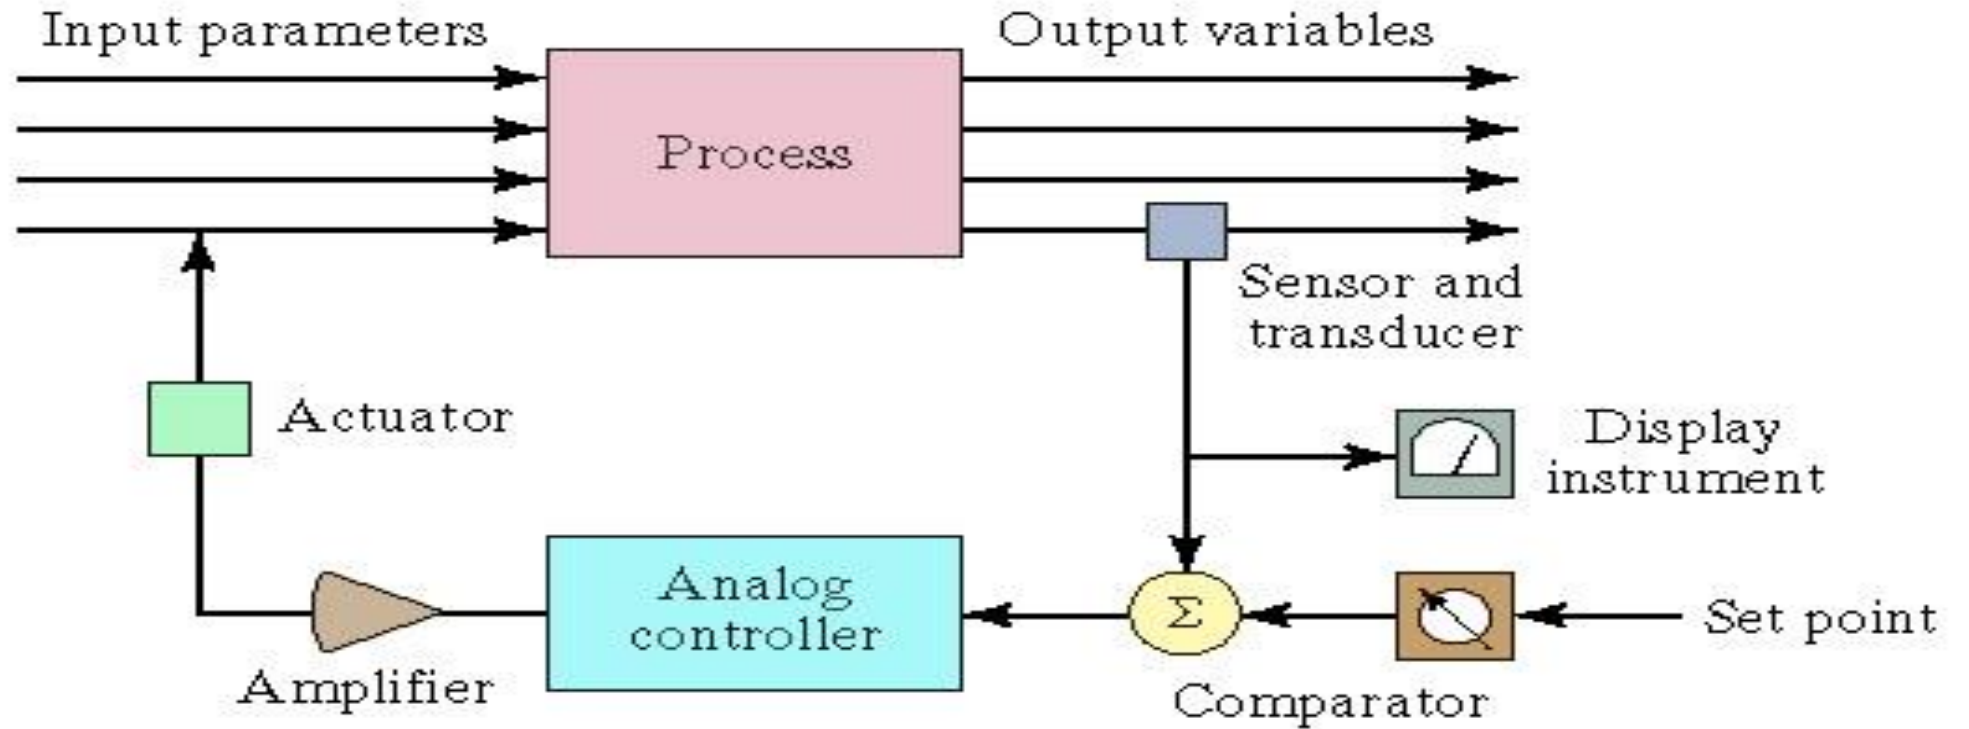 Input parameters
Output variables
Process
Sensor and
transducer
Actuator
Display
instrument
Analog
controller
Σ
Set point
Amplifier
Comparator